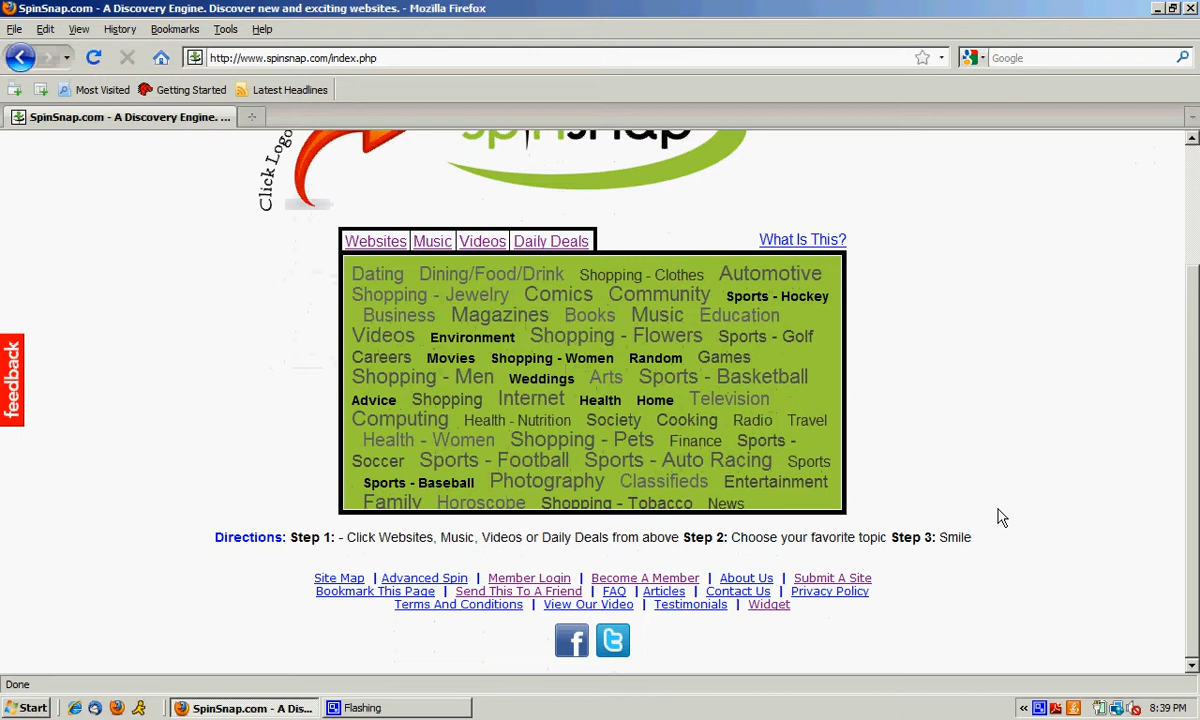 SpinSnap.com - A Discovery Engine. Discover new and exciting websites. - Mozilla Firefox
File Edit View History Bookmarks Tools Help
http://www.spinsnap.com/index.php
Google
Most Visited Getting Started Latest Headlines
SpinSnap.com - A Discovery Engine. ...
Click Logo
spinsnap
Websites Music Videos Daily Deals
What Is This?
Dating Dining/Food/Drink Shopping - Clothes Automotive
Shopping - Jewelry Comics Community Sports - Hockey
Business Magazines Books Music Education
Videos Environment Shopping - Flowers Sports - Golf
Careers Movies Shopping - Women Random Games
Shopping - Men Weddings Arts Sports - Basketball
Advice Shopping Internet Health Home Television
Computing Health - Nutrition Society Cooking Radio Travel
Health - Women Shopping - Pets Finance Sports -
Soccer Sports - Football Sports - Auto Racing Sports
Sports - Baseball Photography Classifieds Entertainment
Family Horoscope Shopping - Tobacco News
feedback
Directions: Step 1: - Click Websites, Music, Videos or Daily Deals from above Step 2: Choose your favorite topic Step 3: Smile
Site Map | Advanced Spin | Member Login | Become A Member | About Us | Submit A Site
Bookmark This Page | Send This To A Friend | FAQ | Articles | Contact Us | Privacy Policy
Terms And Conditions | View Our Video | Testimonials | Widget
Done
Start SpinSnap.com - A Dis... Flashing « 8:39 PM